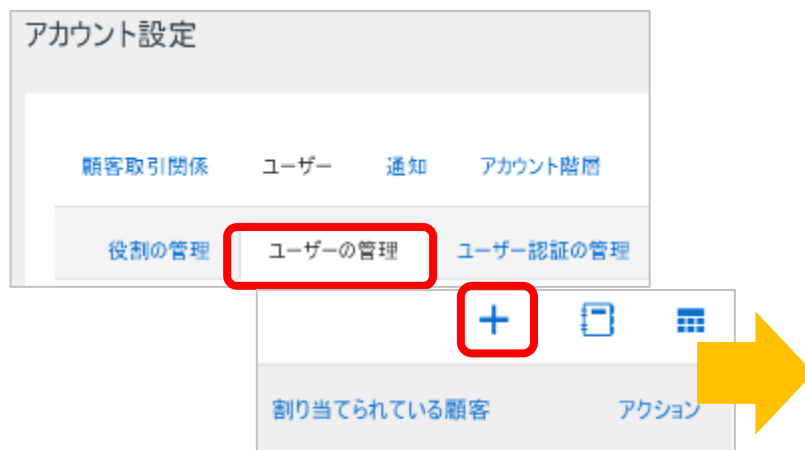 アカウント設定
顧客取引関係 ユーザー 通知 アカウント階層
役割の管理 ユーザーの管理 ユーザー認証の管理
割り当てられている顧客 アクション